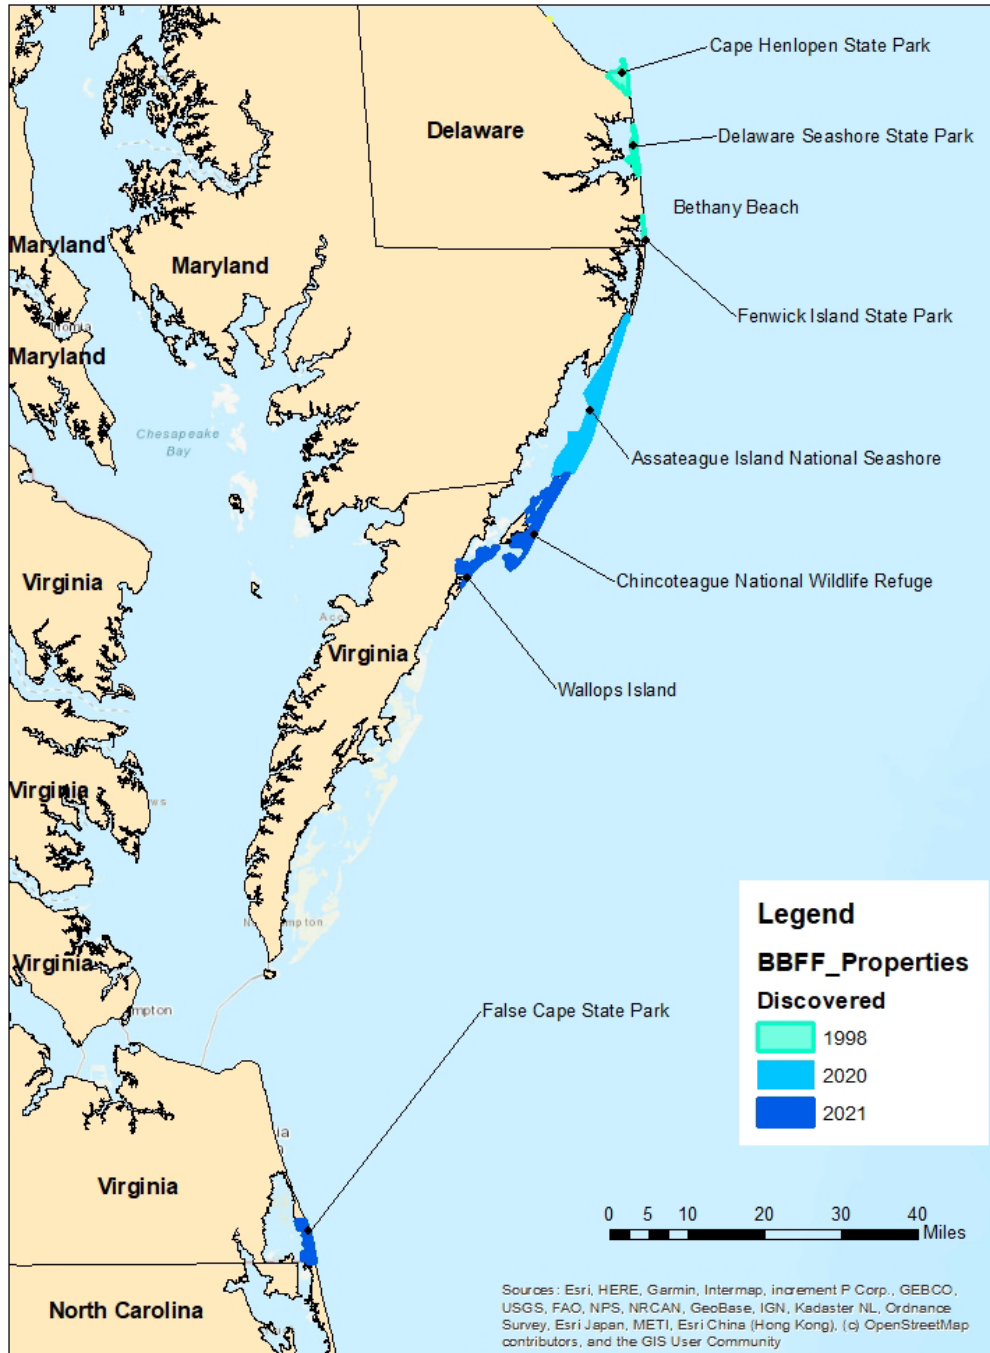 Cape Henlopen State Park
Delaware
Delaware Seashore State Park
Bethany Beach
Maryland
Maryland
Fenwick Island State Park
Maryland
Chesapeake
Bay
Assateague Island National Seashore
Virginia
Chincoteague National Wildlife Refuge
Virginia
Wallops Island
Virginia
Legend
BBFF_Properties
Discovered
1998
2020
2021
Virginia
False Cape State Park
Virginia
0 5 10 20 30 40
Miles
North Carolina
Sources: Esri, HERE, Garmin, Intermap, increment P Corp., GEBCO,
USGS, FAO, NPS, NRCAN, GeoBase, IGN, Kadaster NL, Ordnance
Survey, Esri Japan, METI, Esri China (Hong Kong), (c) OpenStreetMap
contributors, and the GIS User Community